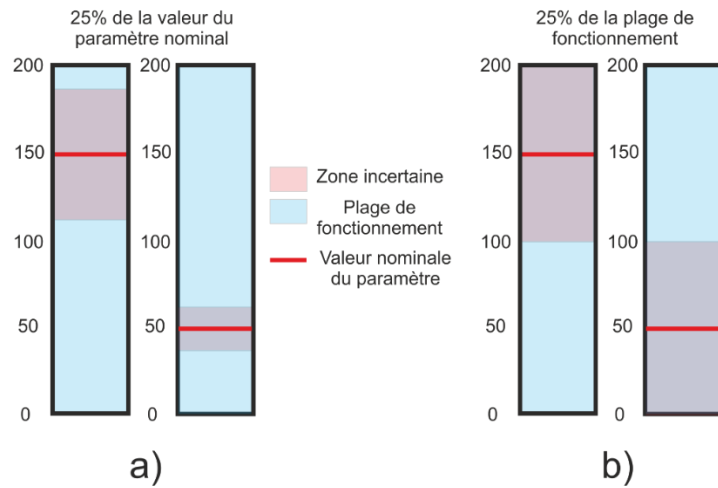 25% de la valeur du
paramètre nominal
200
150
100
50
0
200
150
100
50
0
a)
Zone incertaine
Plage de
fonctionnement
Valeur nominale
du paramètre
25% de la plage de
fonctionnement
200
150
100
50
0
200
150
100
50
0
b)